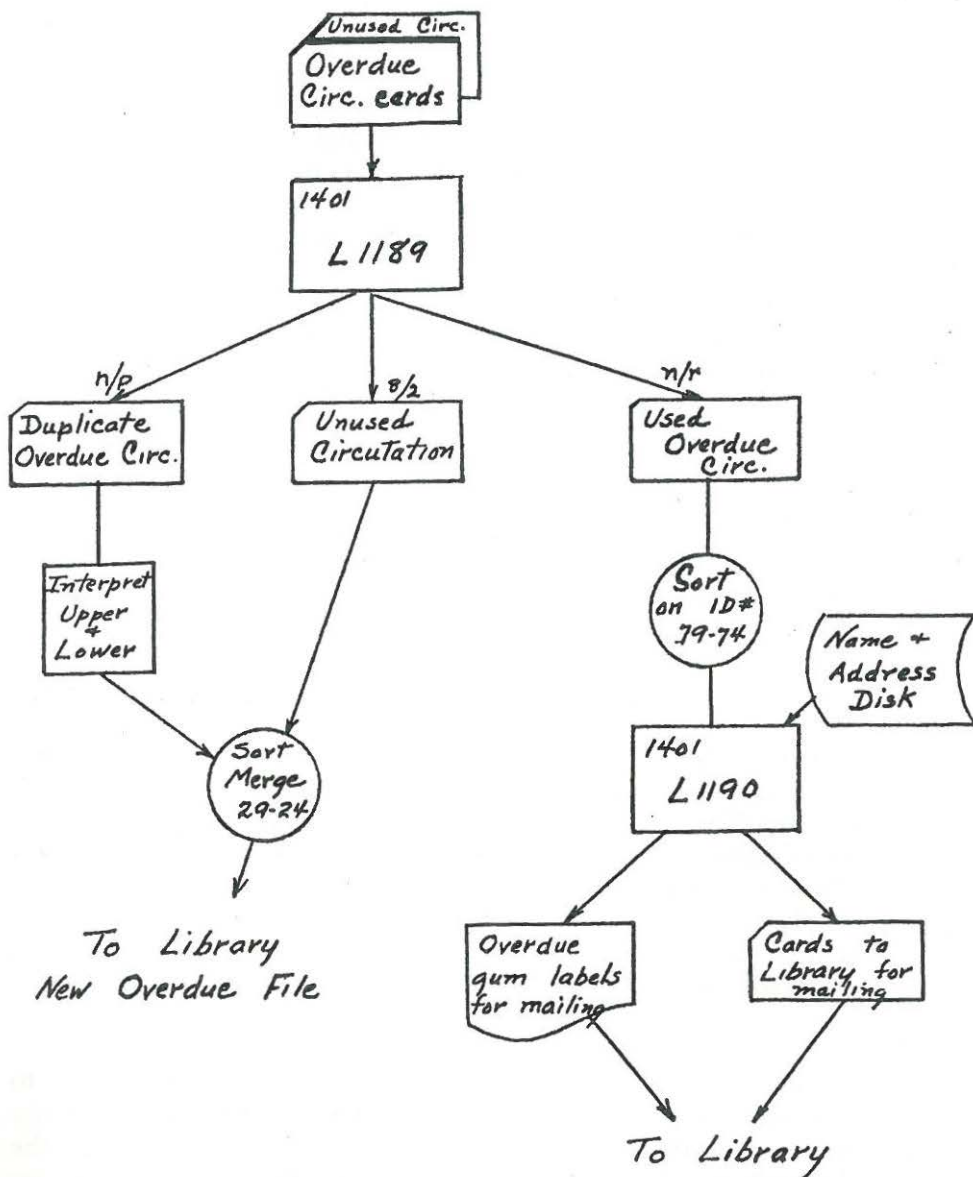 Unused Circ.
Overdue
Circ. cards
1401
L1189
n/p
8/2
n/r
Duplicate
Overdue Circ.
Unused
Circutation
Used
Overdue
Circ.
Interpret
Upper
+
Lower
Sort
on ID#
79-74
Name +
Address
Disk
Sort
Merge
29-24
1401
L1190
To Library
New Overdue File
Overdue
gum labels
for mailing
Cards to
Library for
mailing
To Library